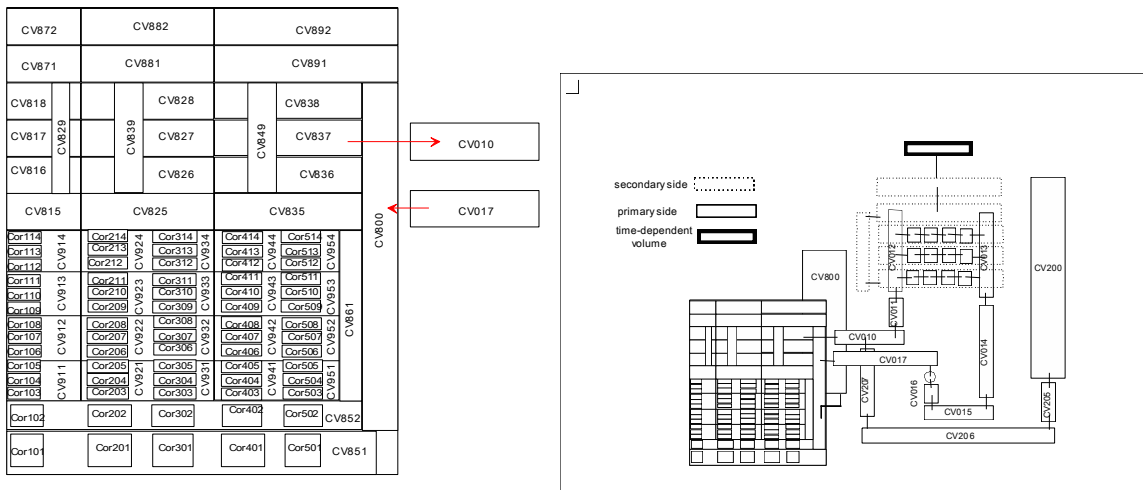 CV872 CV882 CV892
CV871 CV881 CV891
CV818 CV828 CV838
CV829 CV839 CV849
CV817 CV827 CV837
CV816 CV826 CV836
CV815 CV825 CV835
CV800
CV010
CV017
Cor114 Cor214 Cor314 Cor414 Cor514
Cor113 Cor213 Cor313 Cor413 Cor513
Cor112 Cor212 Cor312 Cor412 Cor512
CV914 CV924 CV934 CV944 CV954
Cor111 Cor211 Cor311 Cor411 Cor511
Cor110 Cor210 Cor310 Cor410 Cor510
Cor109 Cor209 Cor309 Cor409 Cor509
CV913 CV923 CV933 CV943 CV953
CV861
Cor108 Cor208 Cor308 Cor408 Cor508
Cor107 Cor207 Cor307 Cor407 Cor507
Cor106 Cor206 Cor306 Cor406 Cor506
CV912 CV922 CV932 CV942 CV952
Cor105 Cor205 Cor305 Cor405 Cor505
Cor104 Cor204 Cor304 Cor404 Cor504
Cor103 Cor203 Cor303 Cor403 Cor503
CV911 CV921 CV931 CV941 CV951
Cor102 Cor202 Cor302 Cor402 Cor502 CV852
Cor101 Cor201 Cor301 Cor401 Cor501 CV851
secondary side
primary side
time-dependent
volume
CV800
CV012
CV013
CV200
CV011
CV010
CV017
CV014
CV207
CV016
CV015
CV205
CV206